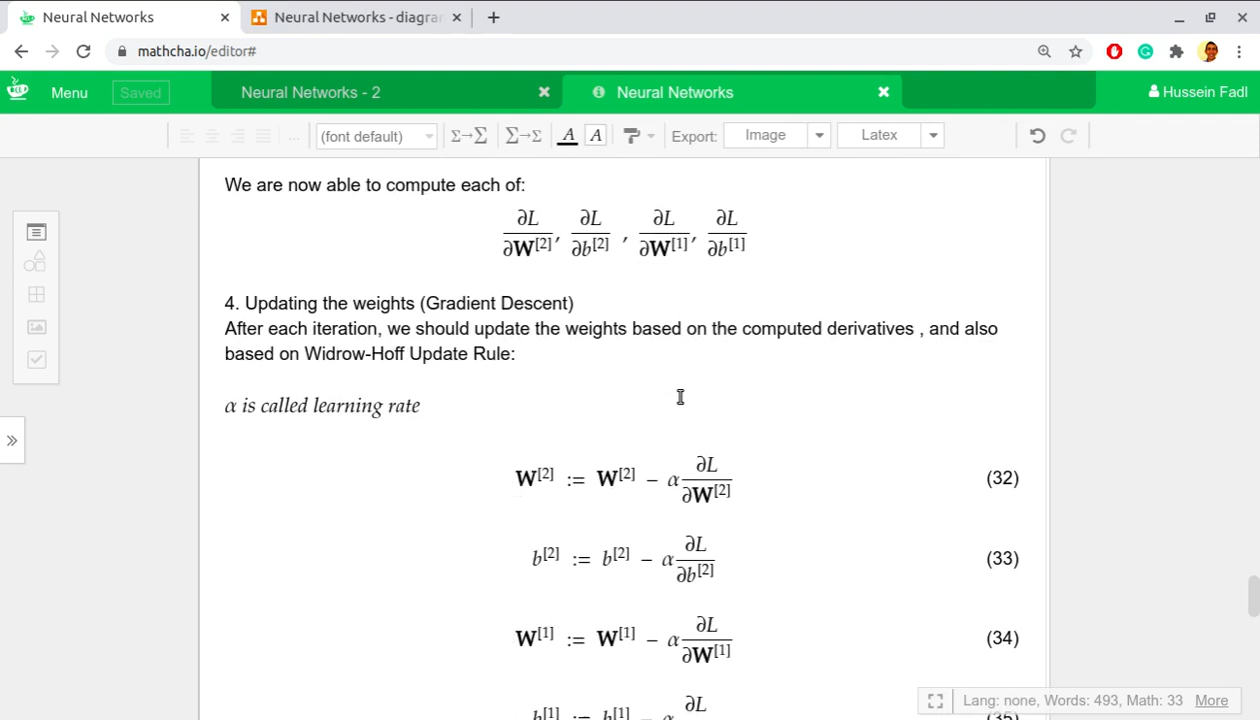 Neural Networks
Neural Networks - diagran
mathcha.io/editor#
Menu
Saved
Neural Networks - 2
Neural Networks
Hussein Fadl
(font default)
Σ→Σ
Σ→Σ
A
A
Export:
Image
Latex
We are now able to compute each of:
∂L/∂W[2], ∂L/∂b[2] , ∂L/∂W[1], ∂L/∂b[1]
4. Updating the weights (Gradient Descent)
After each iteration, we should update the weights based on the computed derivatives , and also
based on Widrow-Hoff Update Rule:
α is called learning rate
W[2] := W[2] − α ∂L/∂W[2] (32)
b[2] := b[2] − α ∂L/∂b[2] (33)
W[1] := W[1] − α ∂L/∂W[1] (34)
b[1] := b[1] − α ∂L
Lang: none, Words: 493, Math: 33 More